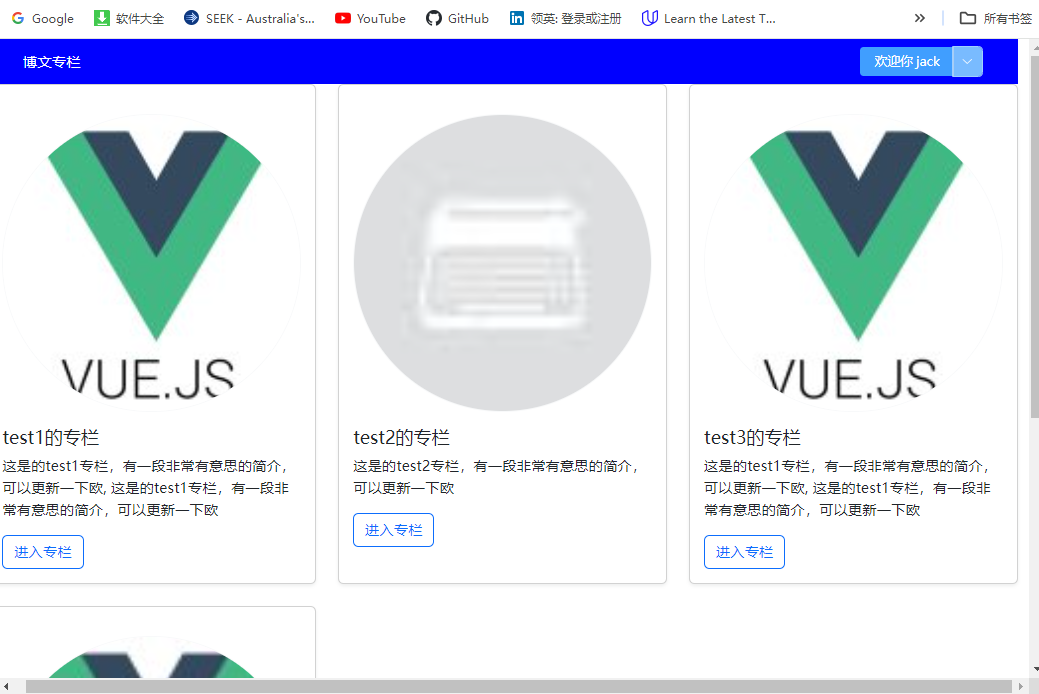 Google 软件大全 SEEK - Australia's... YouTube GitHub 领英: 登录或注册 Learn the Latest T... » 所有书签
博文专栏 欢迎你 jack
VUE.JS VUE.JS
test1的专栏 test2的专栏 test3的专栏
这是的test1专栏，有一段非常有意思的简介，
可以更新一下欧, 这是的test1专栏，有一段非
常有意思的简介，可以更新一下欧
进入专栏
这是的test2专栏，有一段非常有意思的简介，
可以更新一下欧
进入专栏
这是的test1专栏，有一段非常有意思的简介，
可以更新一下欧, 这是的test1专栏，有一段非
常有意思的简介，可以更新一下欧
进入专栏